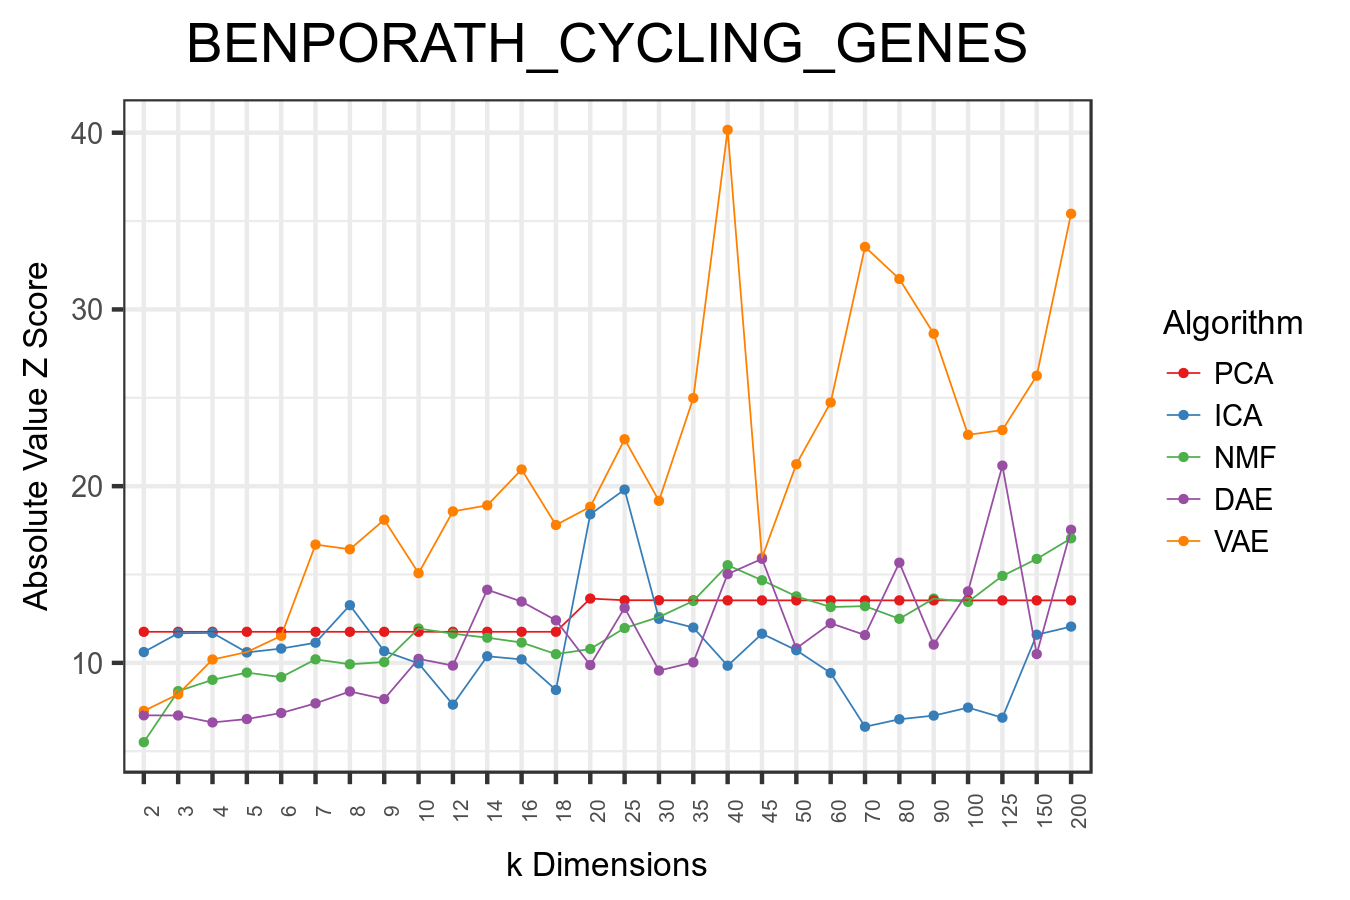 BENPORATH_CYCLING_GENES
Absolute Value Z Score
40
30
20
10
2 3 4 5 6 7 8 9 10 12 14 16 18 20 25 30 35 40 45 50 60 70 80 90 100 125 150 200
k Dimensions
Algorithm
PCA
ICA
NMF
DAE
VAE